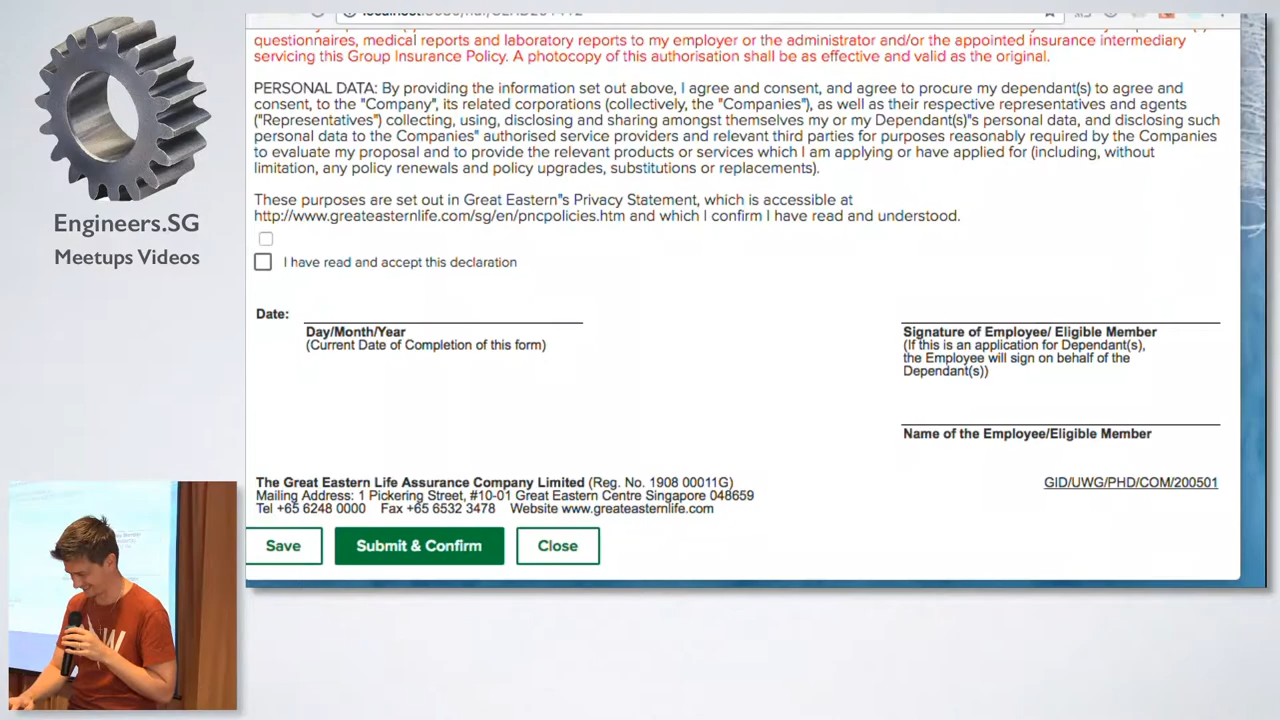 questionnaires, medical reports and laboratory reports to my employer or the administrator and/or the appointed insurance intermediary
servicing this Group Insurance Policy. A photocopy of this authorisation shall be as effective and valid as the original.
PERSONAL DATA: By providing the information set out above, I agree and consent, and agree to procure my dependant(s) to agree and
consent, to the "Company", its related corporations (collectively, the "Companies"), as well as their respective representatives and agents
("Representatives") collecting, using, disclosing and sharing amongst themselves my or my Dependant(s)"s personal data, and disclosing such
personal data to the Companies" authorised service providers and relevant third parties for purposes reasonably required by the Companies
to evaluate my proposal and to provide the relevant products or services which I am applying or have applied for (including, without
limitation, any policy renewals and policy upgrades, substitutions or replacements).
These purposes are set out in Great Eastern"s Privacy Statement, which is accessible at
http://www.greateasternlife.com/sg/en/pncpolicies.htm and which I confirm I have read and understood.
Engineers.SG
Meetups Videos
I have read and accept this declaration
Date:
Day/Month/Year
(Current Date of Completion of this form)
Signature of Employee/ Eligible Member
(If this is an application for Dependant(s),
the Employee will sign on behalf of the
Dependant(s))
Name of the Employee/Eligible Member
The Great Eastern Life Assurance Company Limited (Reg. No. 1908 00011G)
Mailing Address: 1 Pickering Street, #10-01 Great Eastern Centre Singapore 048659
Tel +65 6248 0000 Fax +65 6532 3478 Website www.greateasternlife.com
GID/UWG/PHD/COM/200501
Save
Submit & Confirm
Close